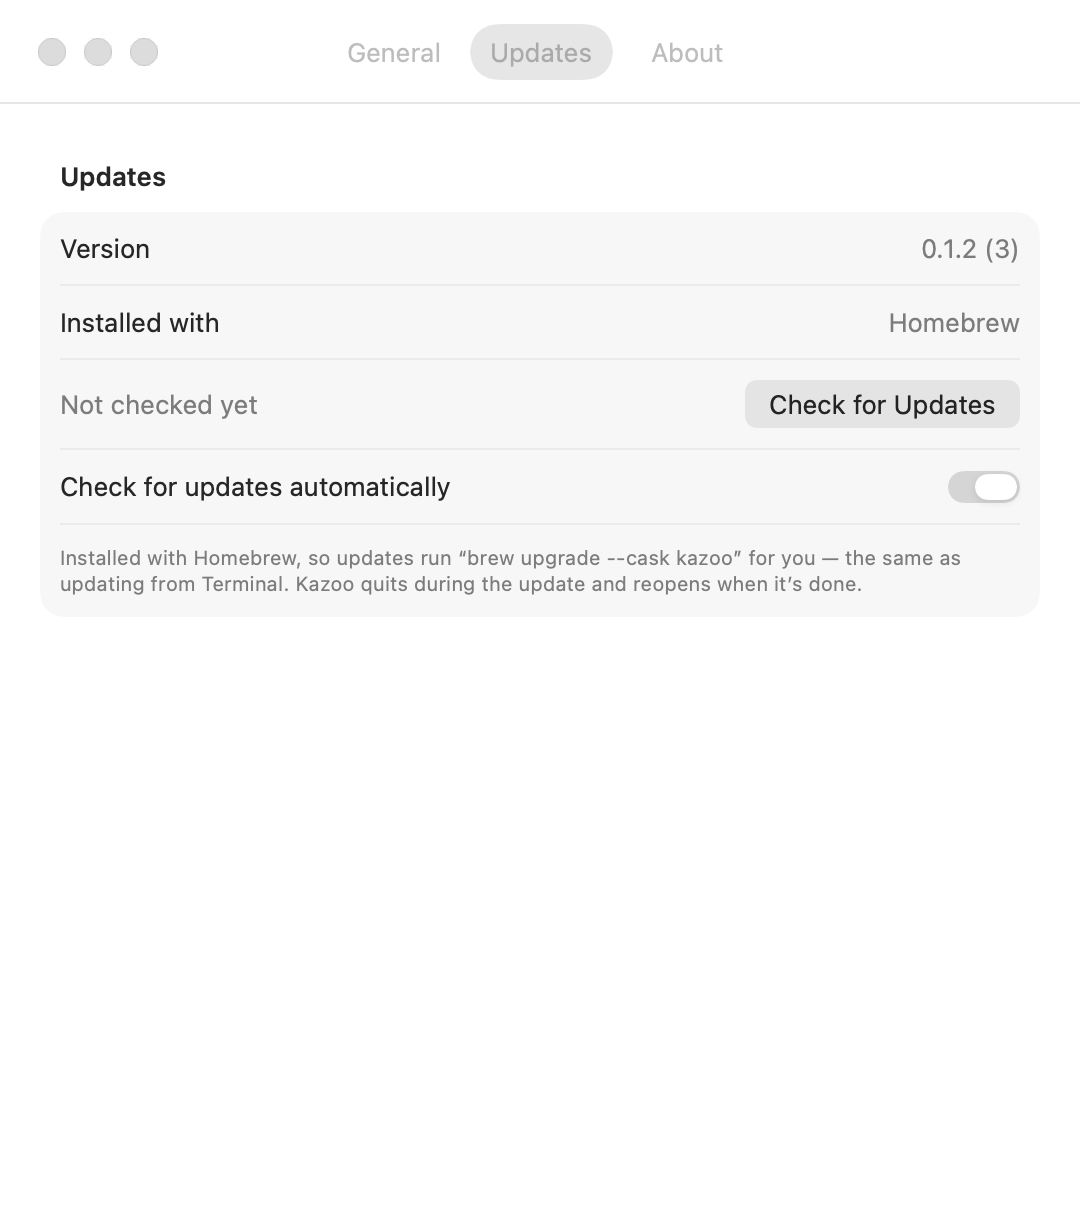 General Updates About
Updates
Version 0.1.2 (3)
Installed with Homebrew
Not checked yet Check for Updates
Check for updates automatically
Installed with Homebrew, so updates run “brew upgrade --cask kazoo” for you — the same as
updating from Terminal. Kazoo quits during the update and reopens when it’s done.